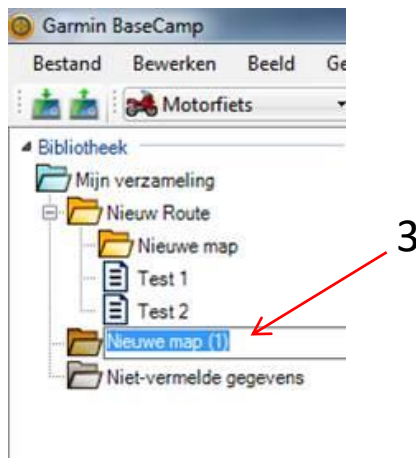 Garmin BaseCamp
Bestand Bewerken Beeld Ge
Motorfiets
Bibliotheek
Mijn verzameling
Nieuw Route
Nieuwe map
Test 1
Test 2
Nieuwe map (1)
Niet-vermelde gegevens
3